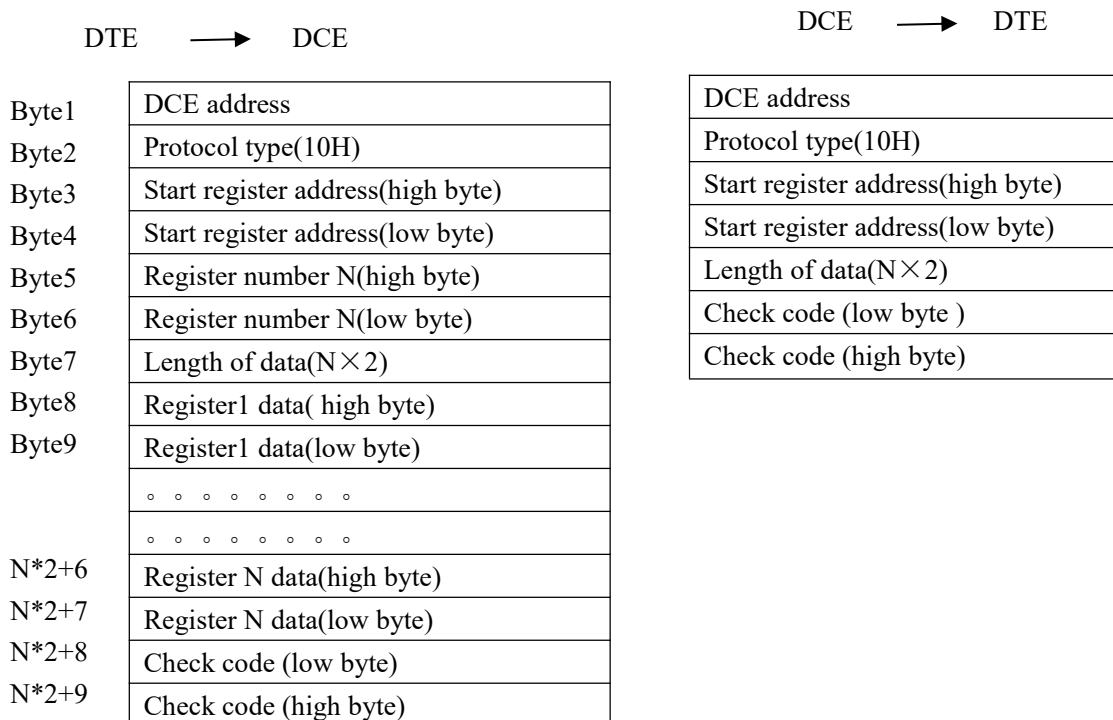 DTE → DCE
Byte1 DCE address
Byte2 Protocol type(10H)
Byte3 Start register address(high byte)
Byte4 Start register address(low byte)
Byte5 Register number N(high byte)
Byte6 Register number N(low byte)
Byte7 Length of data(N×2)
Byte8 Register1 data( high byte)
Byte9 Register1 data(low byte)
。。。。。。。。
。。。。。。。。
N*2+6 Register N data(high byte)
N*2+7 Register N data(low byte)
N*2+8 Check code (low byte)
N*2+9 Check code (high byte)
DCE → DTE
DCE address
Protocol type(10H)
Start register address(high byte)
Start register address(low byte)
Length of data(N×2)
Check code (low byte )
Check code (high byte)